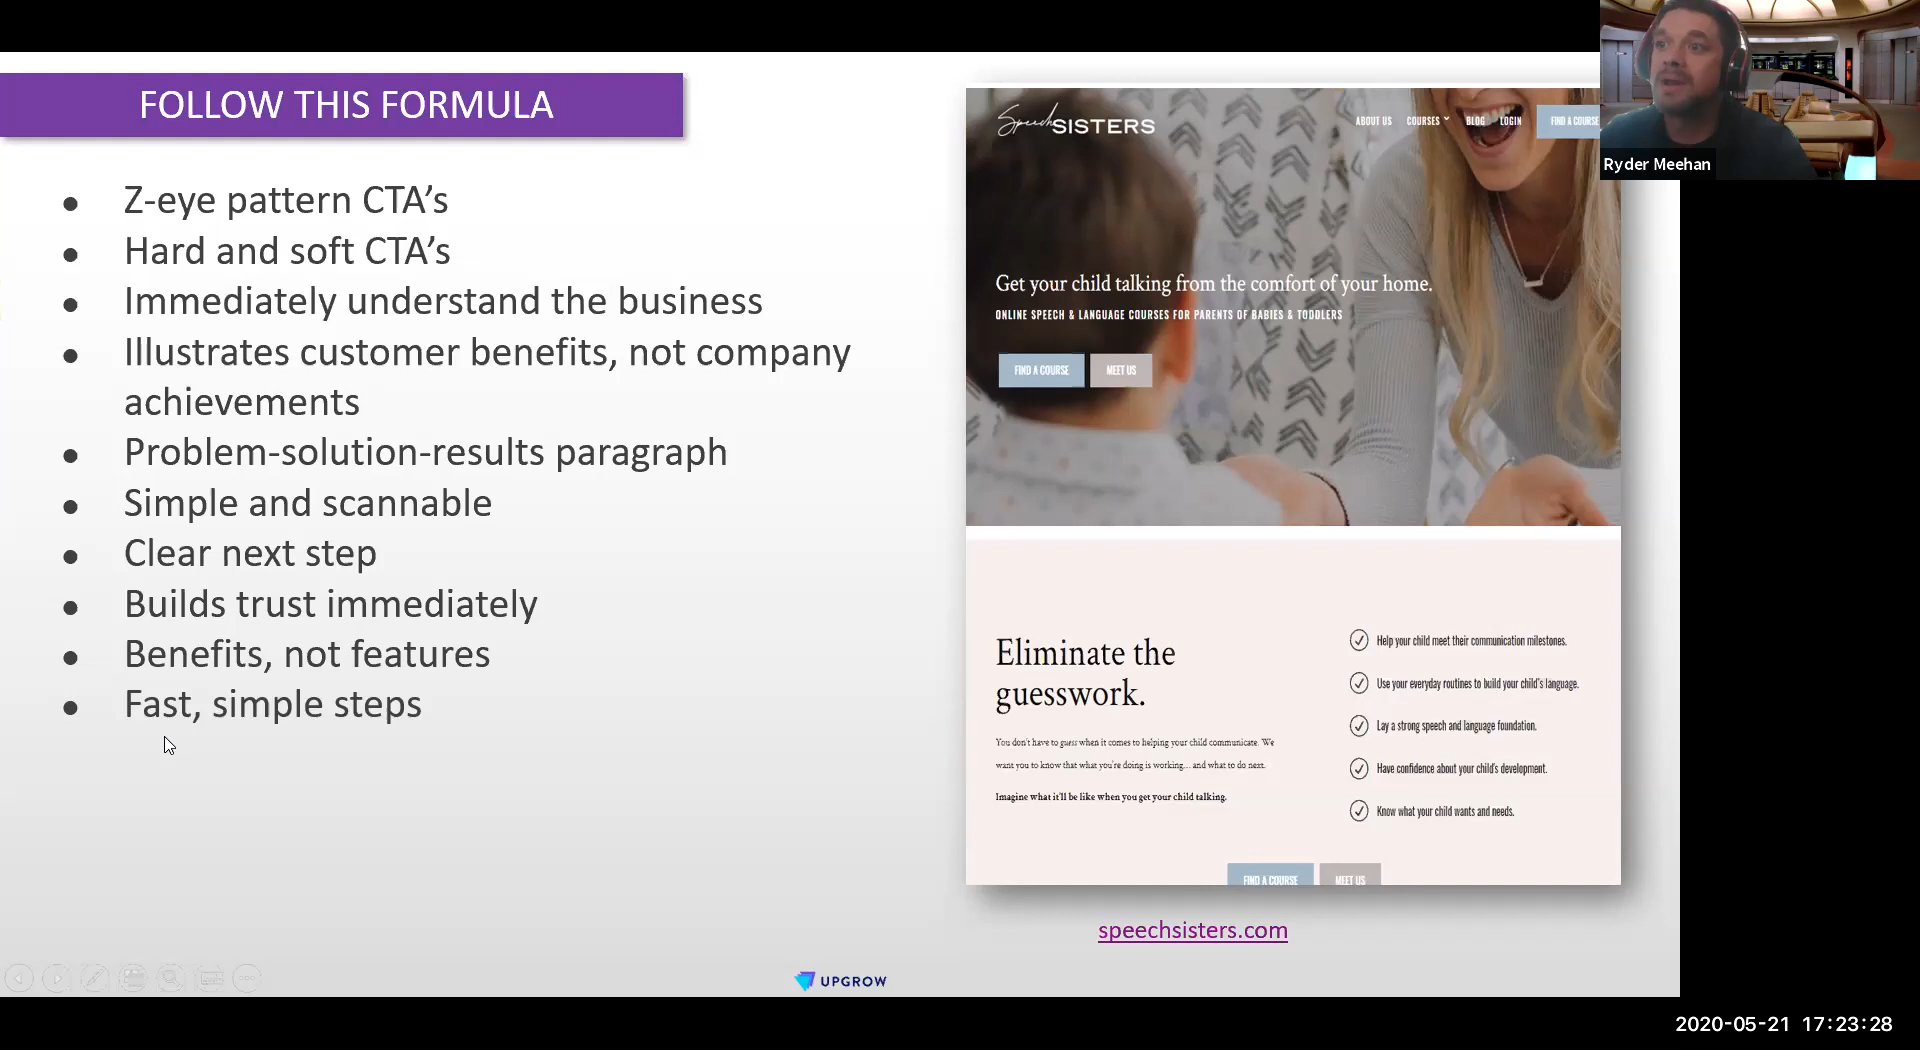 FOLLOW THIS FORMULA
Z-eye pattern CTA’s
Hard and soft CTA’s
Immediately understand the business
Illustrates customer benefits, not company
achievements
Problem-solution-results paragraph
Simple and scannable
Clear next step
Builds trust immediately
Benefits, not features
Fast, simple steps
Speech SISTERS
ABOUT US COURSES BLOG LOGIN FIND A COURSE
Get your child talking from the comfort of your home.
ONLINE SPEECH & LANGUAGE COURSES FOR PARENTS OF BABIES & TODDLERS
FIND A COURSE MEET US
Eliminate the
guesswork.
You don't have to guess when it comes to helping your child communicate. We
want you to know that what you're doing is working... and what to do next.
Imagine what it'll be like when you get your child talking.
Help your child meet their communication milestones.
Use your everyday routines to build your child's language.
Lay a strong speech and language foundation.
Have confidence about your child's development.
Know what your child wants and needs.
FIND A COURSE MEET US
speechsisters.com
UPGROW
Ryder Meehan
2020-05-21 17:23:28